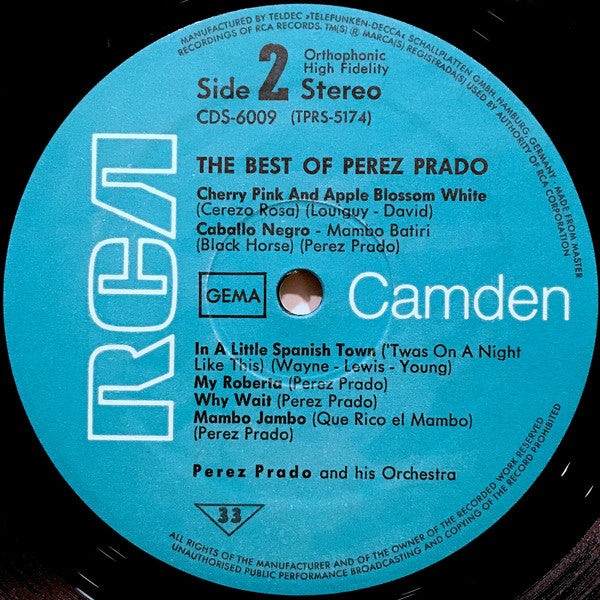 MANUFACTURED BY TELDEC »TELEFUNKEN-DECCA« SCHALLPLATTEN GMBH, HAMBURG, GERMANY, MADE FROM MASTER
RECORDINGS OF RCA RECORDS. TM(S) ® MARCA(S) REGISTRADA(S) USED BY AUTHORITY OF RCA CORPORATION
Side 2 Stereo
Orthophonic
High Fidelity
CDS-6009 (TPRS-5174)
THE BEST OF PEREZ PRADO
Cherry Pink And Apple Blossom White
(Cerezo Rosa) (Louiguy - David)
Caballo Negro - Mambo Batiri
(Black Horse) (Perez Prado)
RCA
GEMA
Camden
In A Little Spanish Town ('Twas On A Night
Like This) (Wayne - Lewis - Young)
My Roberia (Perez Prado)
Why Wait (Perez Prado)
Mambo Jambo (Que Rico el Mambo)
(Perez Prado)
Perez Prado and his Orchestra
33
ALL RIGHTS OF THE MANUFACTURER AND OF THE OWNER OF THE RECORDED WORK RESERVED
UNAUTHORISED PUBLIC PERFORMANCE BROADCASTING AND COPYING OF THE RECORD PROHIBITED